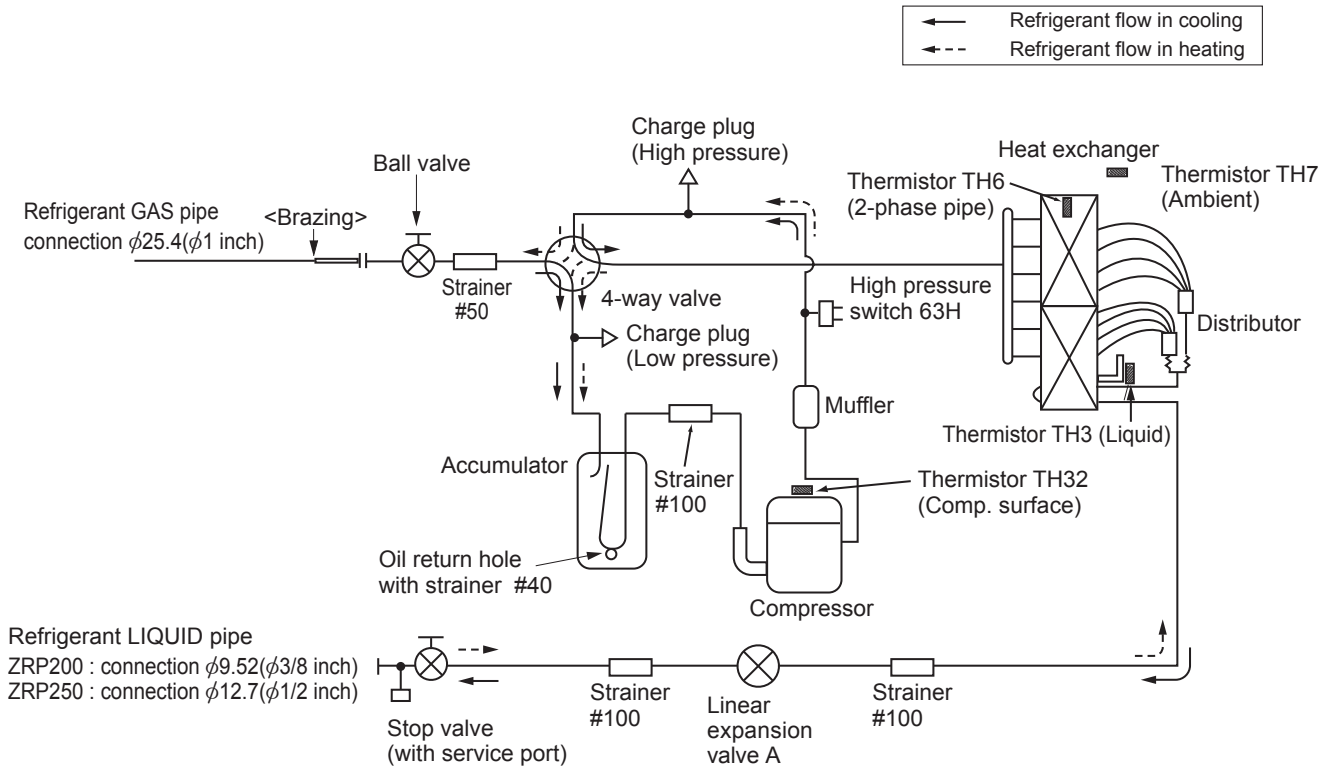 Refrigerant flow in cooling
Refrigerant flow in heating
Charge plug
(High pressure)
Ball valve
Heat exchanger
Thermistor TH6
(2-phase pipe)
Thermistor TH7
(Ambient)
Refrigerant GAS pipe
connection ϕ25.4(ϕ1 inch)
<Brazing>
Strainer
#50
4-way valve
High pressure
switch 63H
Distributor
Charge plug
(Low pressure)
Muffler
Thermistor TH3 (Liquid)
Accumulator
Strainer
#100
Thermistor TH32
(Comp. surface)
Oil return hole
with strainer #40
Compressor
Refrigerant LIQUID pipe
ZRP200 : connection ϕ9.52(ϕ3/8 inch)
ZRP250 : connection ϕ12.7(ϕ1/2 inch)
Stop valve
(with service port)
Strainer
#100
Linear
expansion
valve A
Strainer
#100